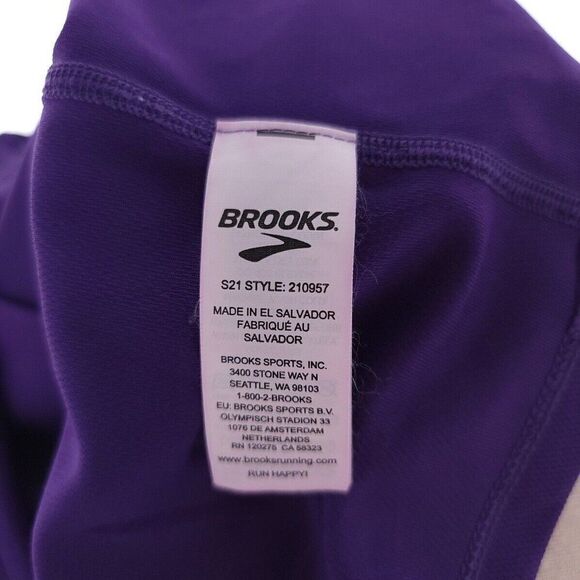 BROOKS.
S21 STYLE: 210957
MADE IN EL SALVADOR
FABRIQUÉ AU
SALVADOR
BROOKS SPORTS, INC.
3400 STONE WAY N
SEATTLE, WA 98103
1-800-2-BROOKS
EU: BROOKS SPORTS B.V.
OLYMPISCH STADION 33
1076 DE AMSTERDAM
NETHERLANDS
RN 120275 CA 58323
www.brooksrunning.com
RUN HAPPY!